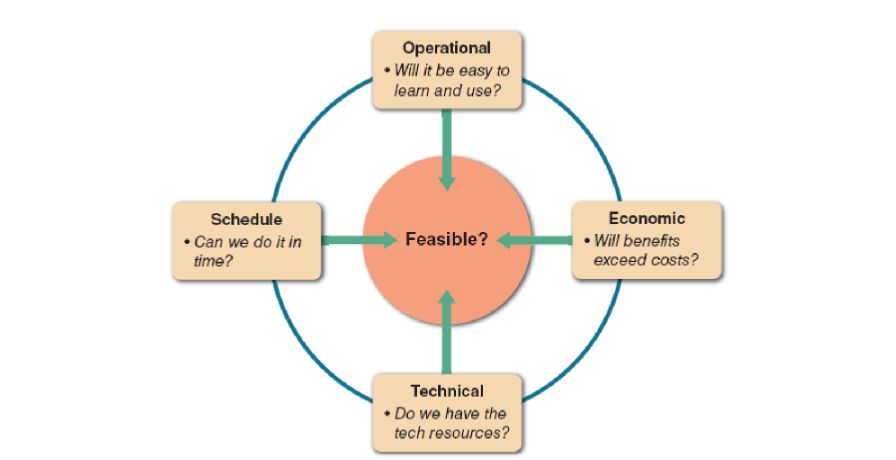 Operational
• Will it be easy to
learn and use?
Schedule
• Can we do it in
time?
Feasible?
Economic
• Will benefits
exceed costs?
Technical
• Do we have the
tech resources?